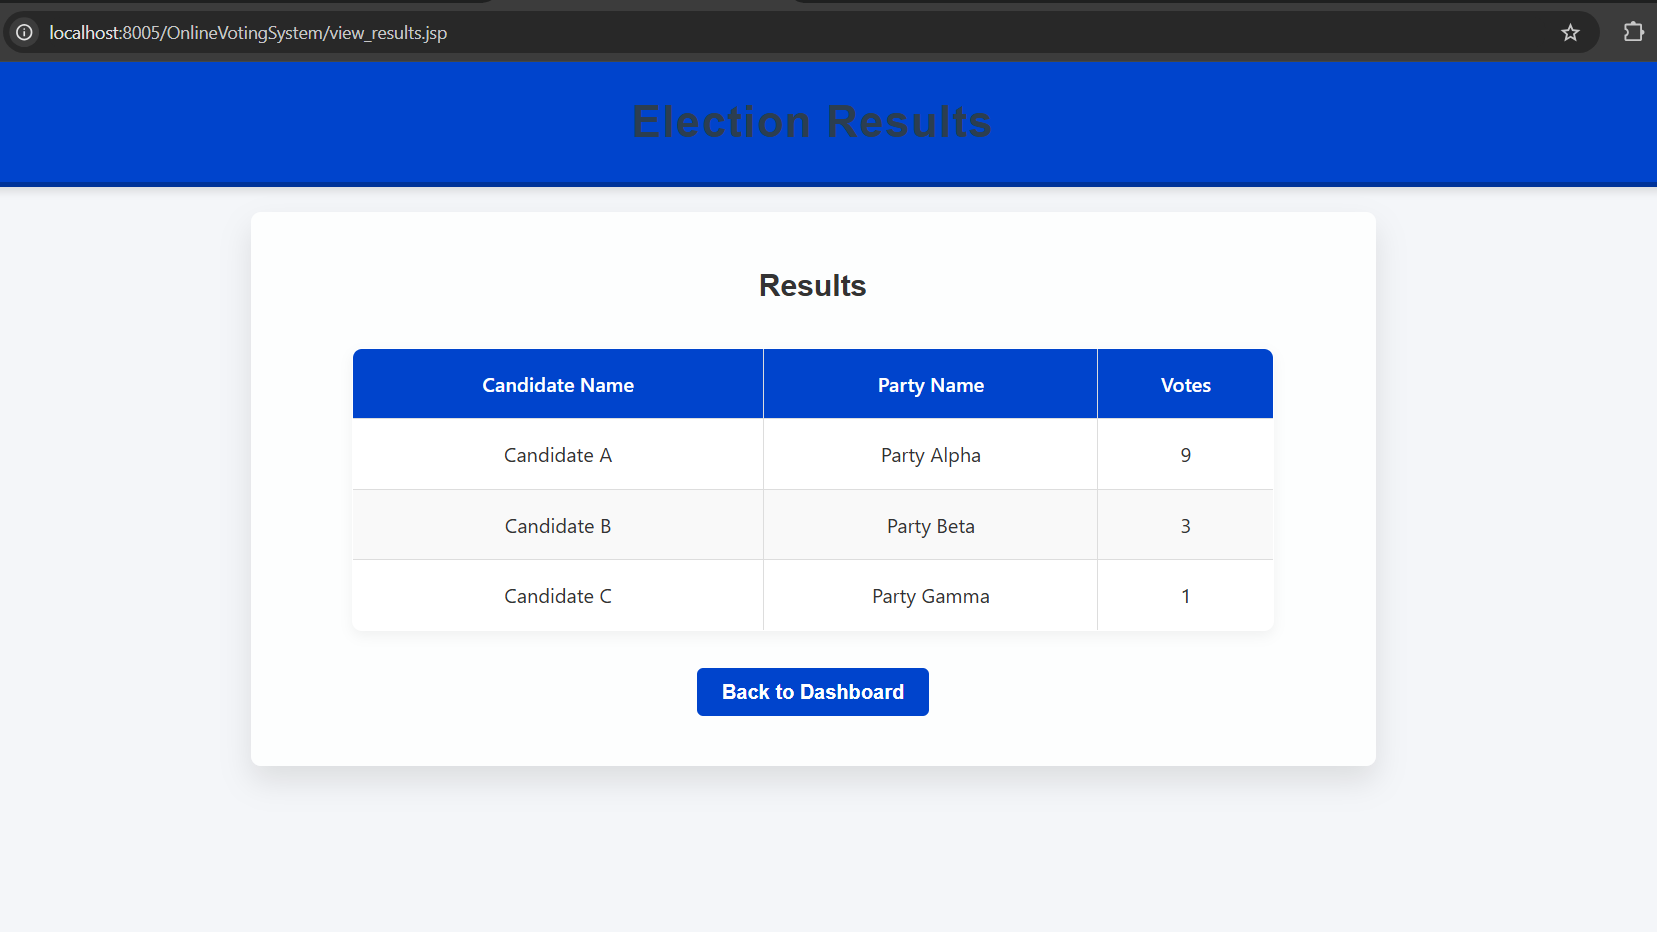 localhost:8005/OnlineVotingSystem/view_results.jsp
Election Results
Results
Candidate Name Party Name Votes
Candidate A Party Alpha 9
Candidate B Party Beta 3
Candidate C Party Gamma 1
Back to Dashboard